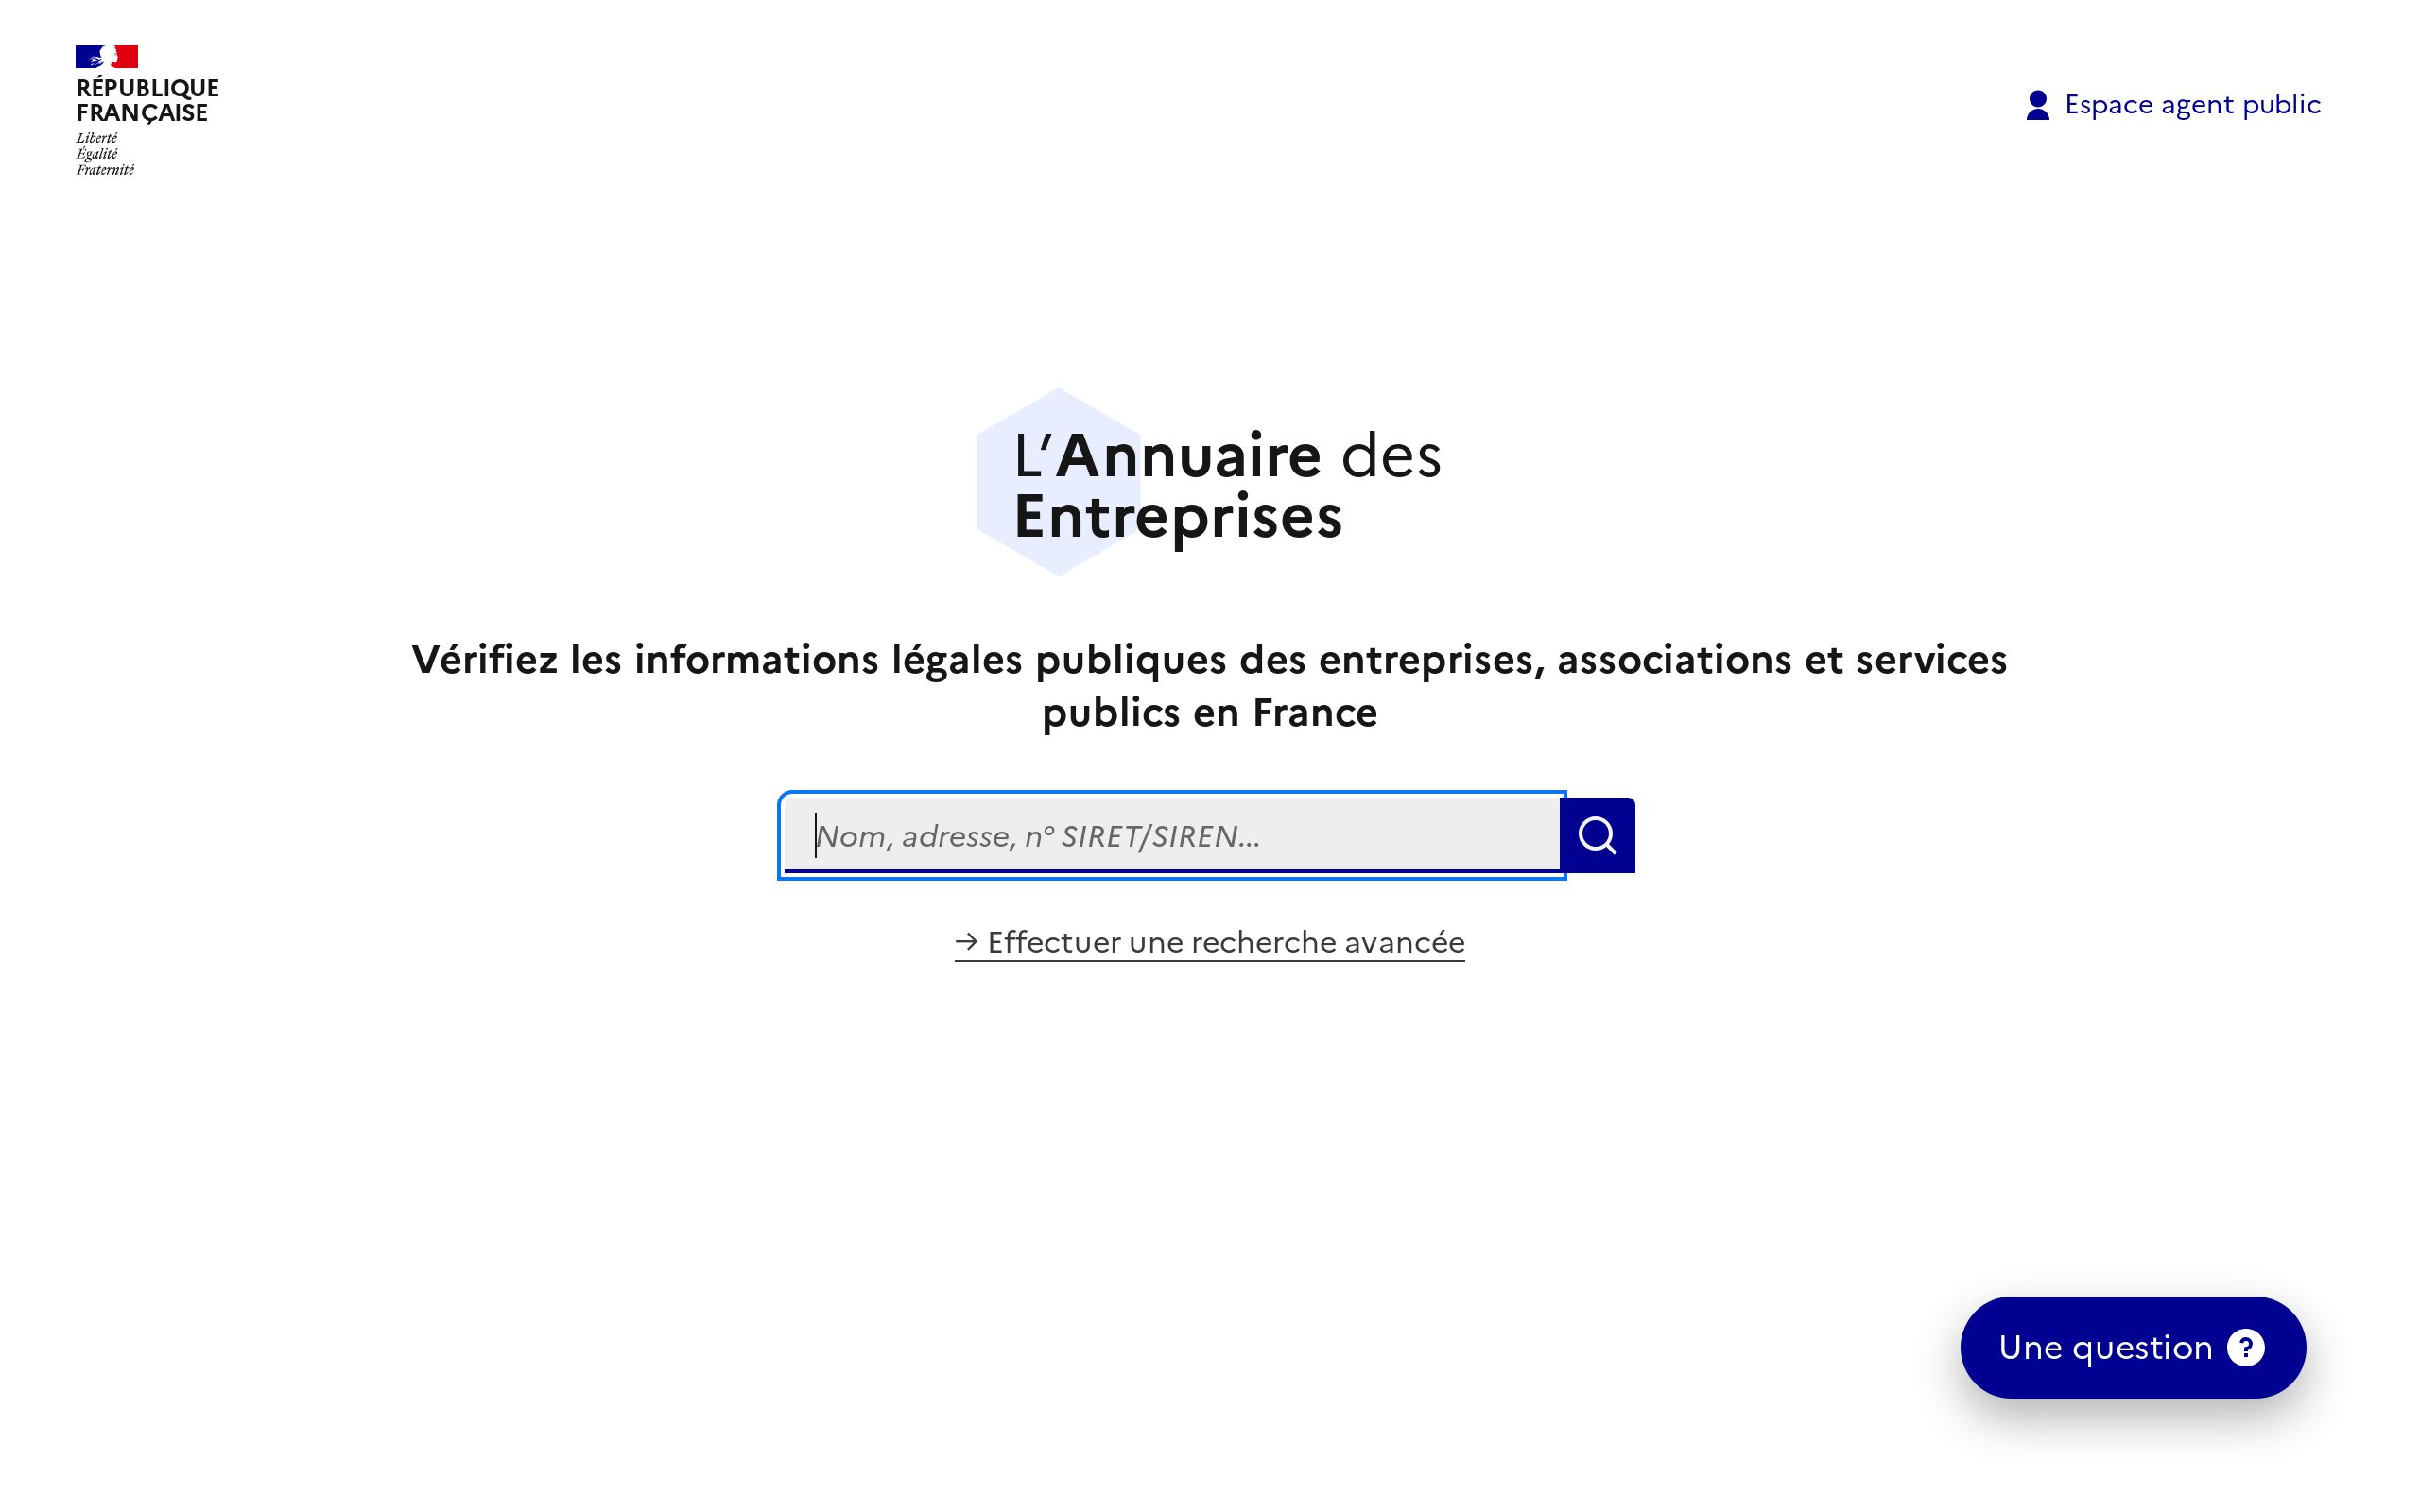 RÉPUBLIQUE
FRANÇAISE
Liberté
Égalité
Fraternité
Espace agent public
L’Annuaire des
Entreprises
Vérifiez les informations légales publiques des entreprises, associations et services
publics en France
Nom, adresse, n° SIRET/SIREN...
→ Effectuer une recherche avancée
Une question ?